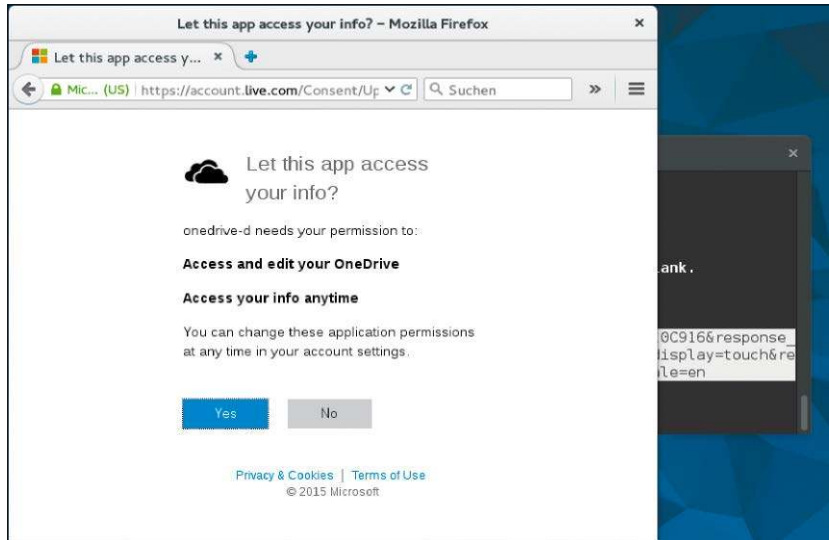 Let this app access your info? – Mozilla Firefox
Let this app access y...
Mic... (US) https://account.live.com/Consent/Up
Suchen
Let this app access
your info?
onedrive-d needs your permission to:
Access and edit your OneDrive
Access your info anytime
You can change these application permissions
at any time in your account settings.
Yes No
Privacy & Cookies | Terms of Use
© 2015 Microsoft
ank.
0C916&response_
display=touch&re
le=en